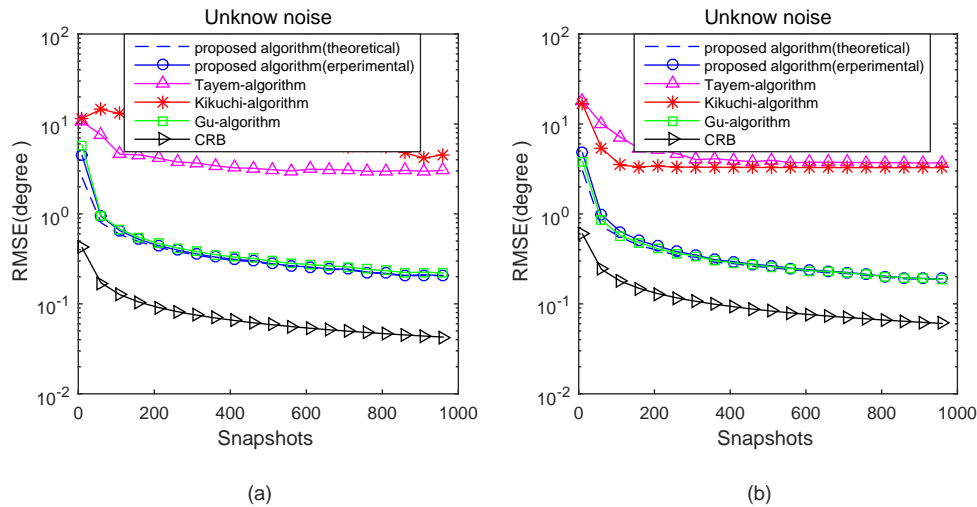 Unknow noise
10^2
10^1
10^0
10^-1
10^-2
RMSE(degree )
0
200
400
600
800
1000
Snapshots
proposed algorithm(theoretical)
proposed algorithm(erperimental)
Tayem-algorithm
Kikuchi-algorithm
Gu-algorithm
CRB
(a)
Unknow noise
10^2
10^1
10^0
10^-1
10^-2
RMSE(degree )
0
200
400
600
800
1000
Snapshots
proposed algorithm(theoretical)
proposed algorithm(erperimental)
Tayem-algorithm
Kikuchi-algorithm
Gu-algorithm
CRB
(b)